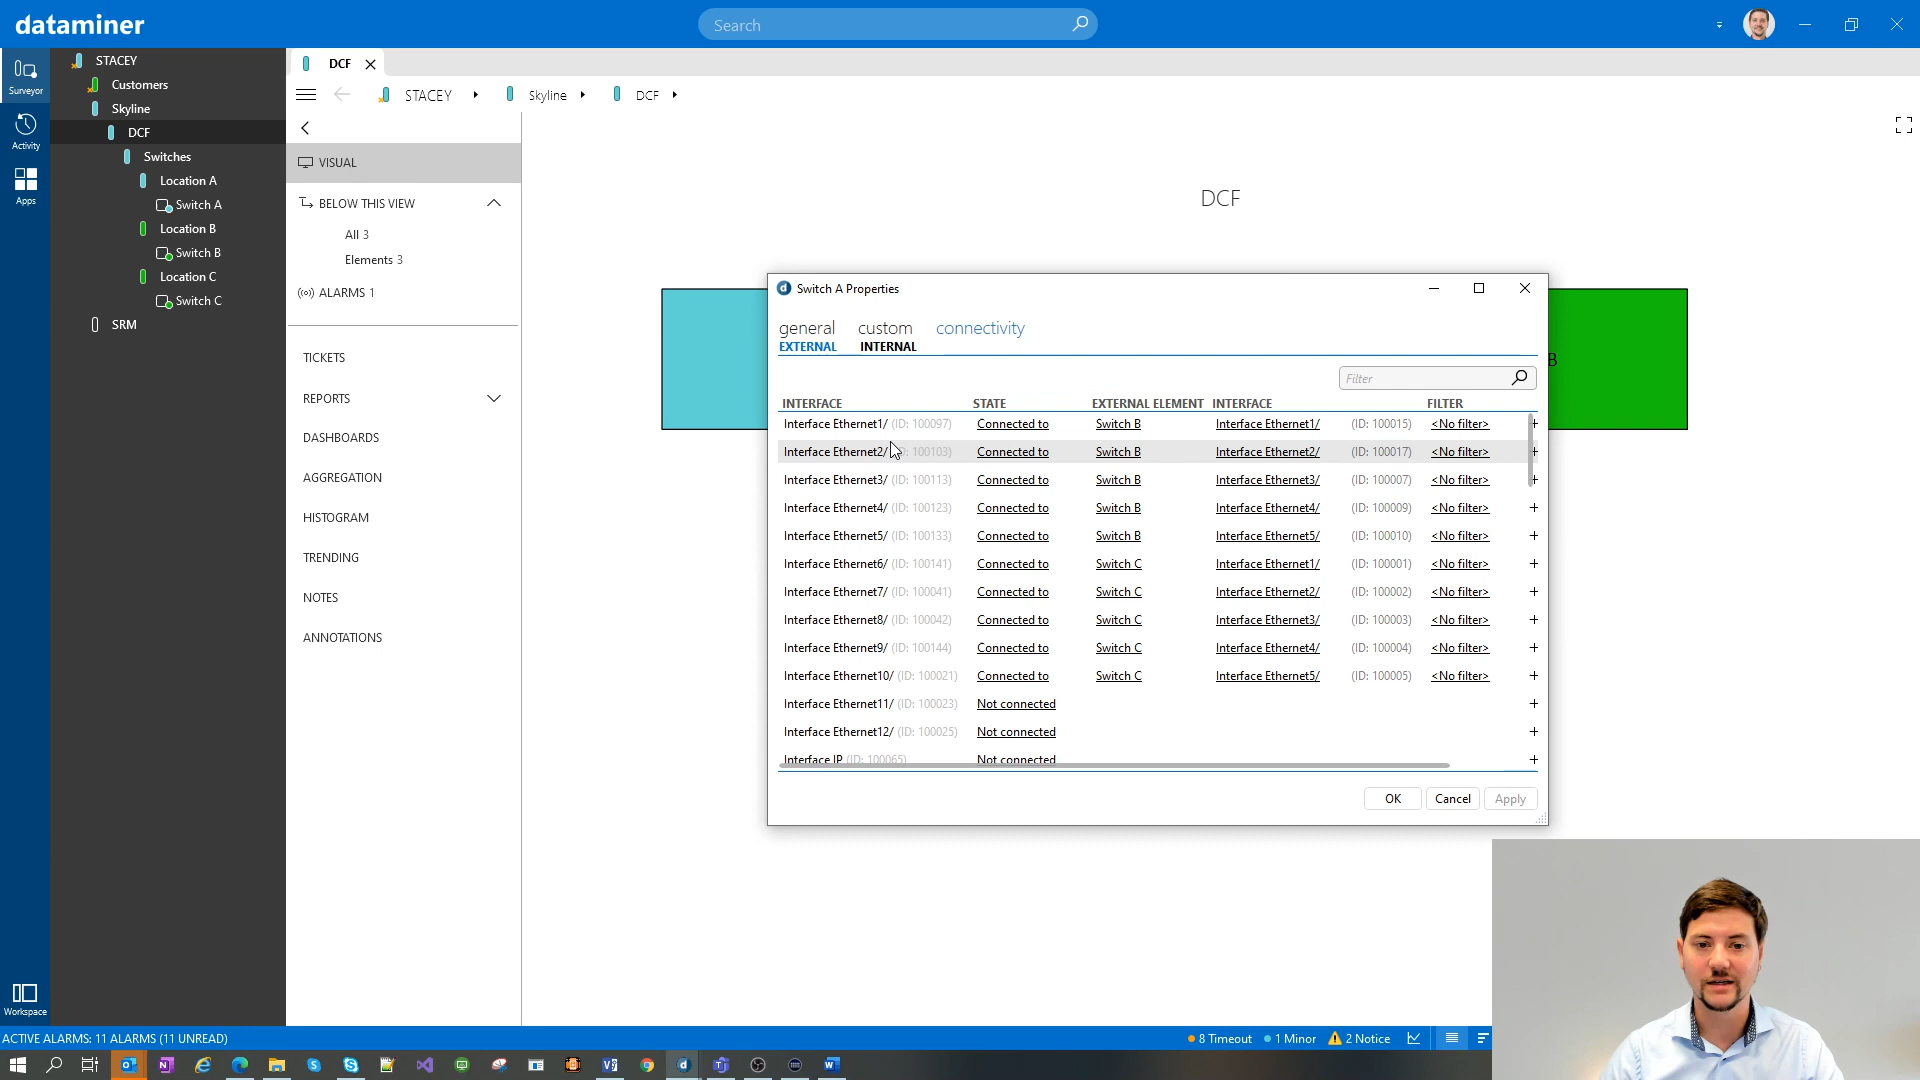 dataminer
Search
Surveyor
Activity
Apps
Workspace
STACEY
Customers
Skyline
DCF
Switches
Location A
Switch A
Location B
Switch B
Location C
Switch C
SRM
DCF
STACEY Skyline DCF
VISUAL
BELOW THIS VIEW
All 3
Elements 3
ALARMS 1
TICKETS
REPORTS
DASHBOARDS
AGGREGATION
HISTOGRAM
TRENDING
NOTES
ANNOTATIONS
DCF
B
Switch A Properties
general custom connectivity
EXTERNAL INTERNAL
Filter
INTERFACE STATE EXTERNAL ELEMENT INTERFACE FILTER
Interface Ethernet1/ (ID: 100097) Connected to Switch B Interface Ethernet1/ (ID: 100015) <No filter> +
Interface Ethernet2/ ID: 100103) Connected to Switch B Interface Ethernet2/ (ID: 100017) <No filter> +
Interface Ethernet3/ (ID: 100113) Connected to Switch B Interface Ethernet3/ (ID: 100007) <No filter> +
Interface Ethernet4/ (ID: 100123) Connected to Switch B Interface Ethernet4/ (ID: 100009) <No filter> +
Interface Ethernet5/ (ID: 100133) Connected to Switch B Interface Ethernet5/ (ID: 100010) <No filter> +
Interface Ethernet6/ (ID: 100141) Connected to Switch C Interface Ethernet1/ (ID: 100001) <No filter> +
Interface Ethernet7/ (ID: 100041) Connected to Switch C Interface Ethernet2/ (ID: 100002) <No filter> +
Interface Ethernet8/ (ID: 100042) Connected to Switch C Interface Ethernet3/ (ID: 100003) <No filter> +
Interface Ethernet9/ (ID: 100144) Connected to Switch C Interface Ethernet4/ (ID: 100004) <No filter> +
Interface Ethernet10/ (ID: 100021) Connected to Switch C Interface Ethernet5/ (ID: 100005) <No filter> +
Interface Ethernet11/ (ID: 100023) Not connected +
Interface Ethernet12/ (ID: 100025) Not connected +
Interface IP (ID: 100065) Not connected +
OK Cancel Apply
ACTIVE ALARMS: 11 ALARMS (11 UNREAD) 8 Timeout 1 Minor 2 Notice